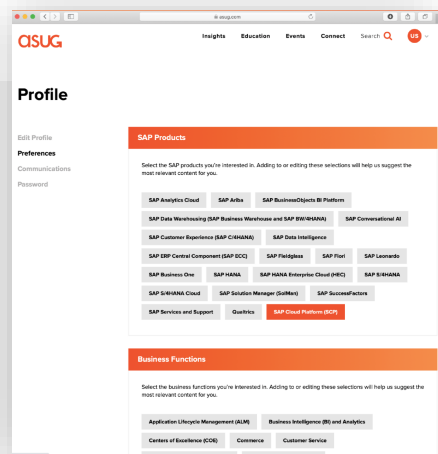 asug.com
asug
Insights Education Events Connect Search US
Profile
Edit Profile
Preferences
Communications
Password
SAP Products
Select the SAP products you're interested in. Adding to or editing these selections will help us suggest the
most relevant content for you.
SAP Analytics Cloud SAP Ariba SAP BusinessObjects BI Platform
SAP Data Warehousing (SAP Business Warehouse and SAP BW/4HANA) SAP Conversational AI
SAP Customer Experience (SAP C/4HANA) SAP Data Intelligence
SAP ERP Central Component (SAP ECC) SAP Fieldglass SAP Fiori SAP Leonardo
SAP Business One SAP HANA SAP HANA Enterprise Cloud (HEC) SAP S/4HANA
SAP S/4HANA Cloud SAP Solution Manager (SolMan) SAP SuccessFactors
SAP Services and Support Qualtrics SAP Cloud Platform (SCP)
Business Functions
Select the business functions you're interested in. Adding to or editing these selections will help us suggest the
most relevant content for you.
Application Lifecycle Management (ALM) Business Intelligence (BI) and Analytics
Centers of Excellence (COE) Commerce Customer Service